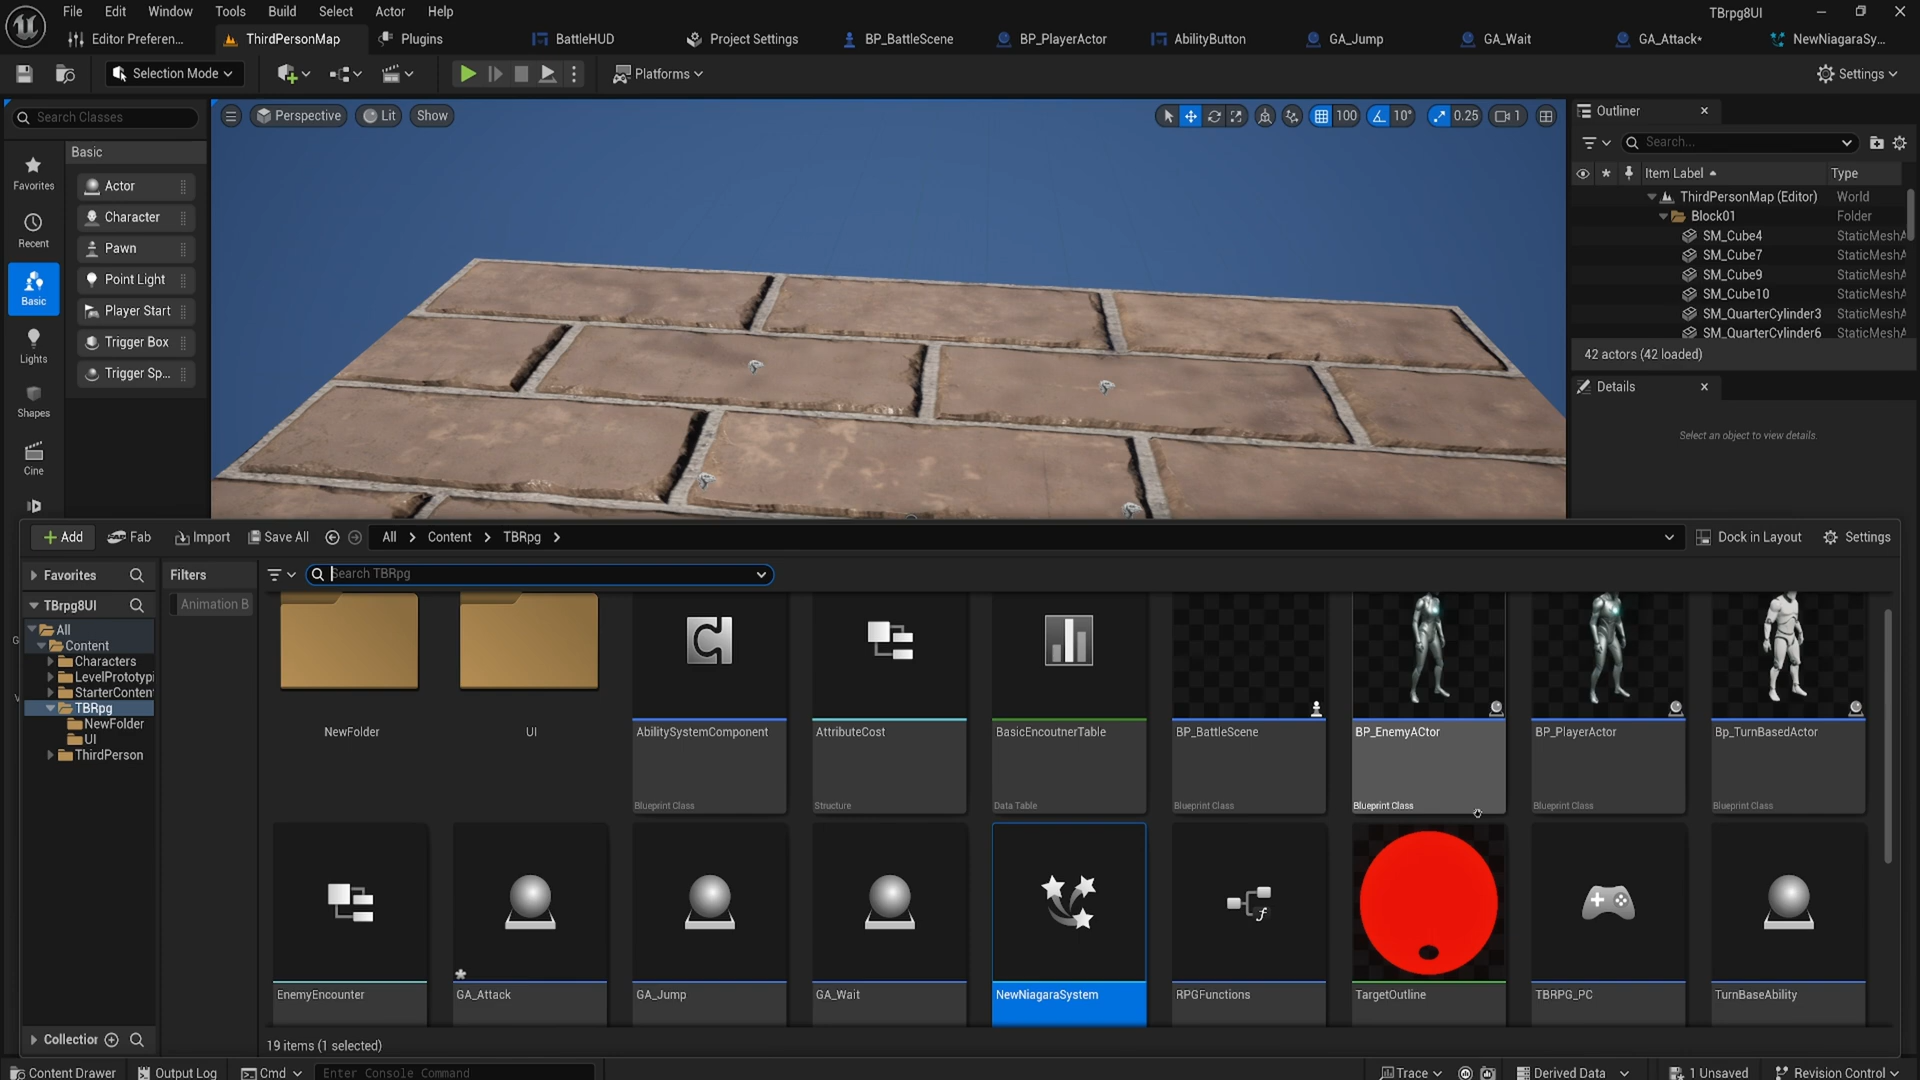 File Edit Window Tools Build Select Actor Help TBrpg8UI
Editor Preferen... ThirdPersonMap Plugins BattleHUD Project Settings BP_BattleScene BP_PlayerActor AbilityButton GA_Jump GA_Wait GA_Attack* NewNiagaraSy...
Selection Mode Platforms Settings
Search Classes Perspective Lit Show 100 10° 0.25 1 Outliner
Search...
Basic
Item Label Type
Favorites Actor ThirdPersonMap (Editor) World
Character Block01 Folder
Recent Pawn SM_Cube4 StaticMeshA
SM_Cube7 StaticMeshA
Basic Point Light SM_Cube9 StaticMeshA
Player Start SM_Cube10 StaticMeshA
SM_QuarterCylinder3 StaticMeshA
Lights Trigger Box SM_QuarterCylinder6 StaticMeshA
Trigger Sp... 42 actors (42 loaded)
Shapes Details
Select an object to view details.
Cine
Add Fab Import Save All All Content TBRpg Dock in Layout Settings
Favorites Filters Search TBRpg
TBrpg8UI Animation B
All
Content
Characters
LevelPrototypi
StarterConten
TBRpg
NewFolder
UI
ThirdPerson
NewFolder UI AbilitySystemComponent AttributeCost BasicEncoutnerTable BP_BattleScene BP_EnemyACtor BP_PlayerActor Bp_TurnBasedActor
Blueprint Class Structure Data Table Blueprint Class Blueprint Class Blueprint Class Blueprint Class
EnemyEncounter GA_Attack GA_Jump GA_Wait NewNiagaraSystem RPGFunctions TargetOutline TBRPG_PC TurnBaseAbility
Collection 19 items (1 selected)
Content Drawer Output Log Cmd Enter Console Command Trace Derived Data 1 Unsaved Revision Control